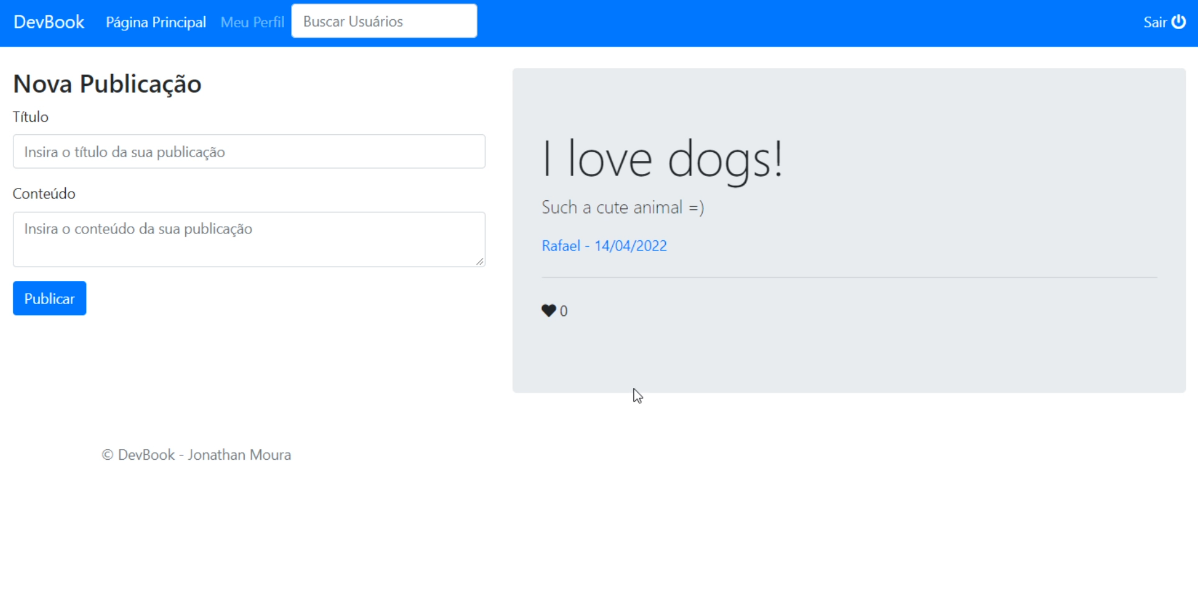 DevBook Página Principal Meu Perfil Buscar Usuários Sair
Nova Publicação
Título
Insira o título da sua publicação
Conteúdo
Insira o conteúdo da sua publicação
Publicar
I love dogs!
Such a cute animal =)
Rafael - 14/04/2022
0
© DevBook - Jonathan Moura